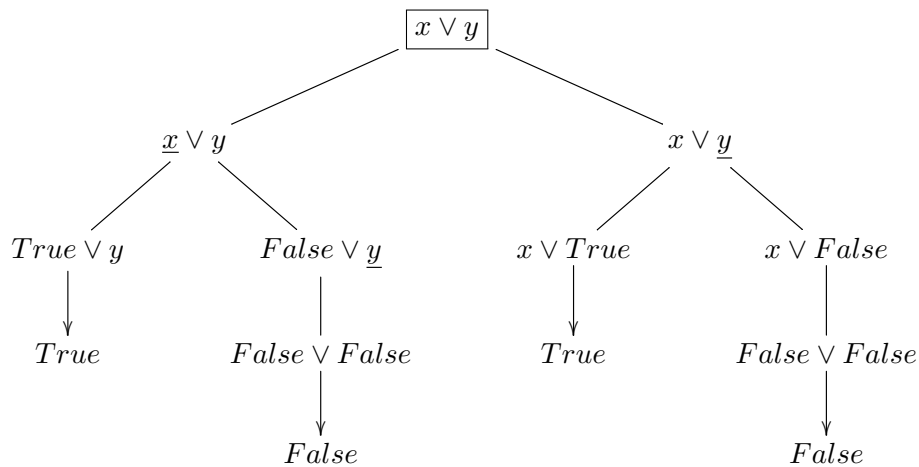 x ∨ y
x ∨ y x ∨ y
True ∨ y False ∨ y x ∨ True x ∨ False
True False ∨ False True False ∨ False
False False